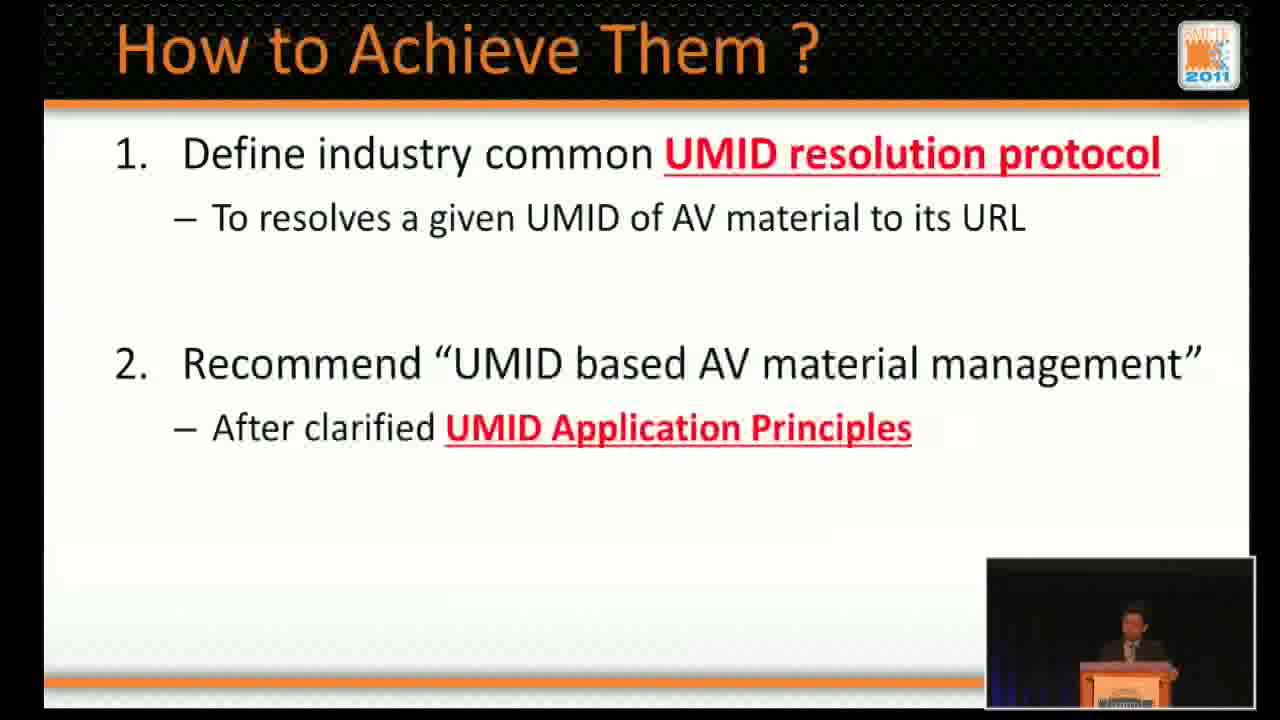 How to Achieve Them ?
SMPTE
2011
1. Define industry common UMID resolution protocol
– To resolves a given UMID of AV material to its URL
2. Recommend “UMID based AV material management”
– After clarified UMID Application Principles